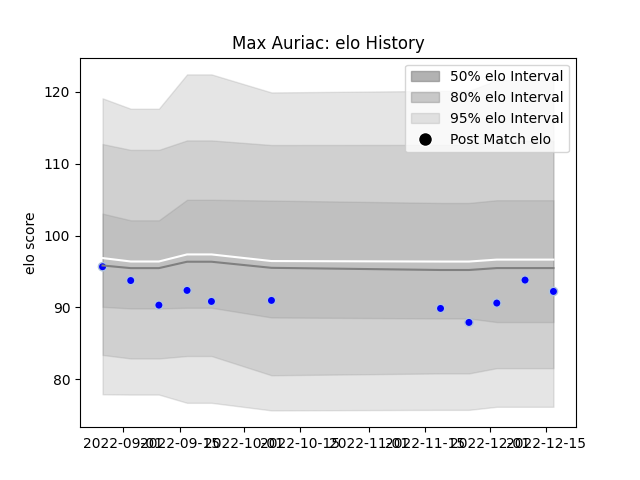 Max Auriac: elo History
50% elo Interval
80% elo Interval
95% elo Interval
Post Match elo
elo score
120
110
100
90
80
2022-09-01 2022-09-15 2022-10-01 2022-10-15 2022-11-01 2022-11-15 2022-12-01 2022-12-15